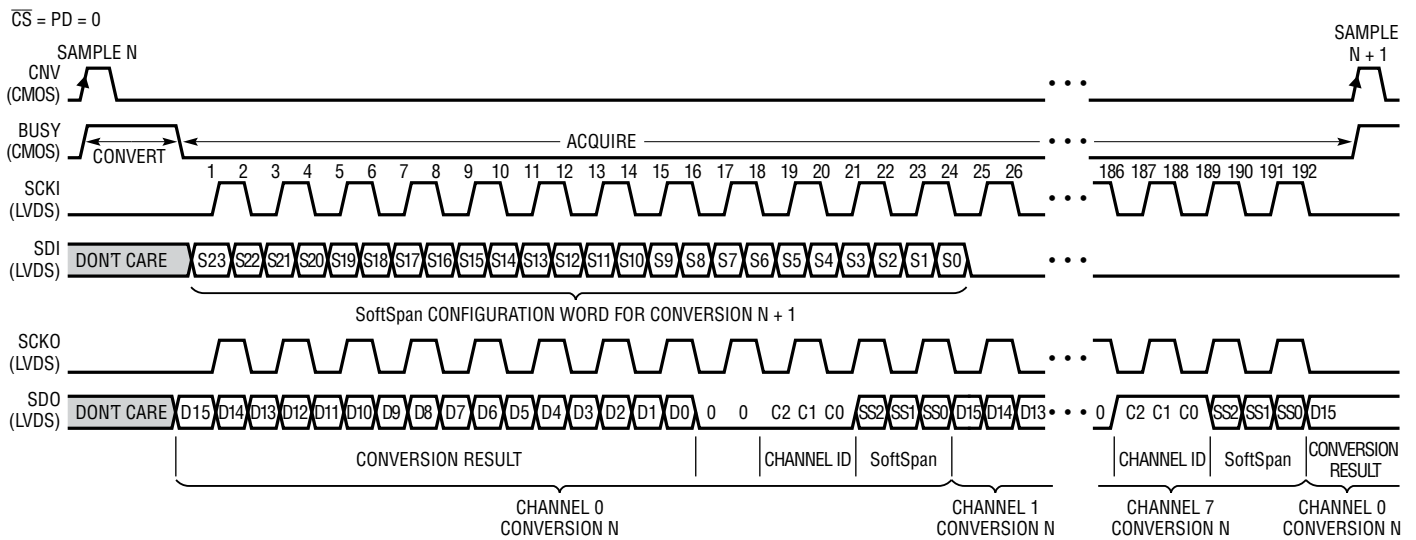 CS = PD = 0
SAMPLE N
SAMPLE
N + 1
CNV
(CMOS)
• • •
BUSY
(CMOS)
CONVERT
ACQUIRE
• • •
1 2 3 4 5 6 7 8 9 10 11 12 13 14 15 16 17 18 19 20 21 22 23 24 25 26 186 187 188 189 190 191 192
SCKI
(LVDS)
• • •
SDI
(LVDS)
DON'T CARE S23 S22 S21 S20 S19 S18 S17 S16 S15 S14 S13 S12 S11 S10 S9 S8 S7 S6 S5 S4 S3 S2 S1 S0 • • •
SoftSpan CONFIGURATION WORD FOR CONVERSION N + 1
SCKO
(LVDS)
• • •
SDO
(LVDS)
DON'T CARE D15 D14 D13 D12 D11 D10 D9 D8 D7 D6 D5 D4 D3 D2 D1 D0 0 0 C2 C1 C0 SS2 SS1 SS0 D15 D14 D13 • • • 0 C2 C1 C0 SS2 SS1 SS0 D15
CONVERSION RESULT
CHANNEL ID
SoftSpan
CHANNEL ID
SoftSpan
CONVERSION
RESULT
CHANNEL 0
CONVERSION N
CHANNEL 1
CONVERSION N
CHANNEL 7
CONVERSION N
CHANNEL 0
CONVERSION N